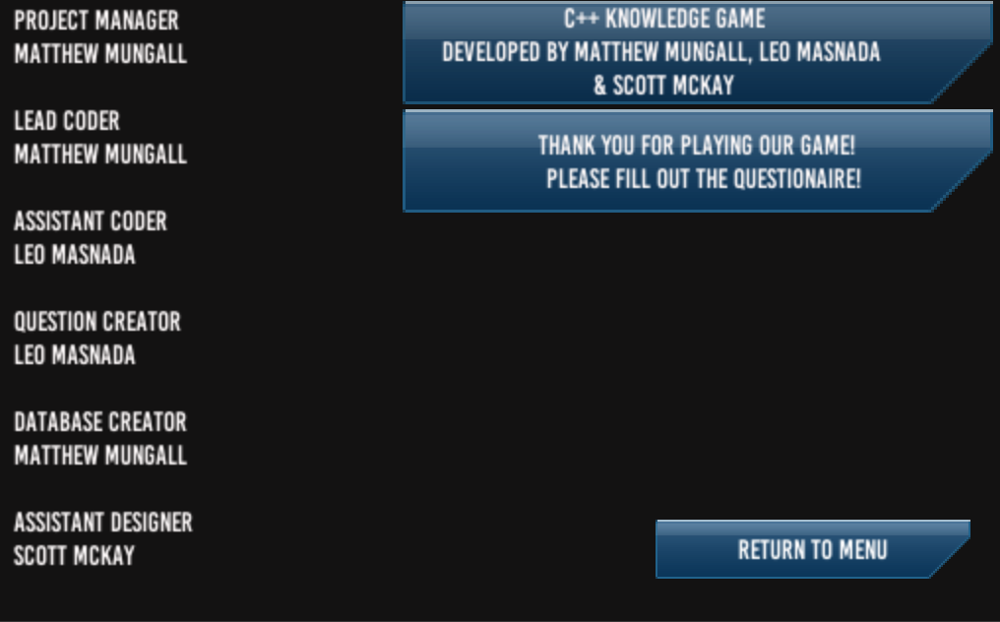 PROJECT MANAGER
MATTHEW MUNGALL
LEAD CODER
MATTHEW MUNGALL
ASSISTANT CODER
LEO MASNADA
QUESTION CREATOR
LEO MASNADA
DATABASE CREATOR
MATTHEW MUNGALL
ASSISTANT DESIGNER
SCOTT MCKAY
C++ KNOWLEDGE GAME
DEVELOPED BY MATTHEW MUNGALL, LEO MASNADA
& SCOTT MCKAY
THANK YOU FOR PLAYING OUR GAME!
PLEASE FILL OUT THE QUESTIONAIRE!
RETURN TO MENU